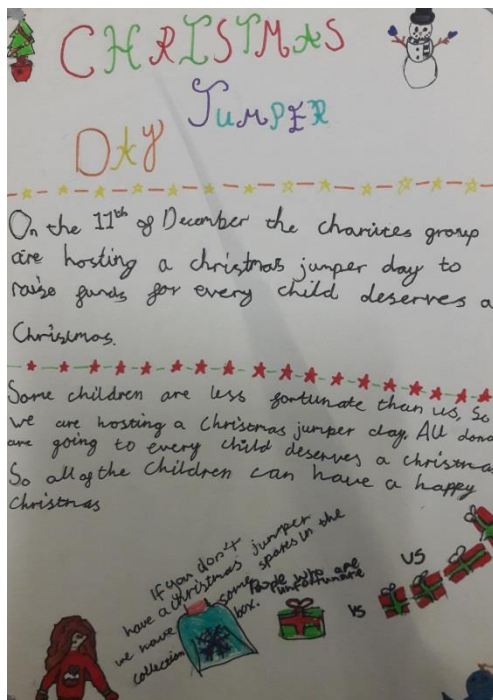 CHRISTMAS
JUMPER
DAY
On the 11th of December the charites group
are hosting a christmas jumper day to
raise funds for every child deserves a
Christmas.
Some children are less fortunate than us, So
we are hosting a Christmas jumper day. All dona
are going to every child deserves a christmas
So all of the children can have a happy
Christmas
If you don't
have a christmas jumper
we have some spares in the
collection box.
People who are
unfortunate
vs
US